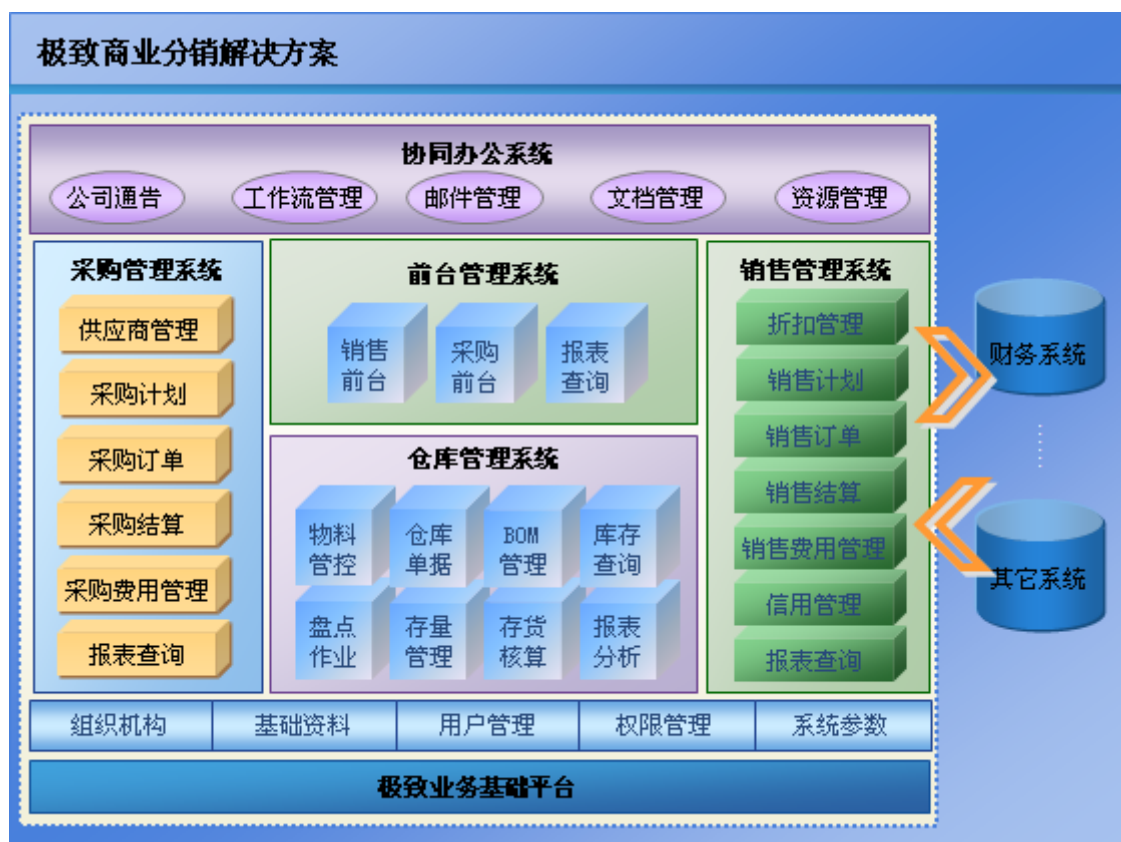 极致商业分销解决方案
协同办公系统
公司通告
工作流管理
邮件管理
文档管理
资源管理
采购管理系统
供应商管理
采购计划
采购订单
采购结算
采购费用管理
报表查询
前台管理系统
销售
前台
采购
前台
报表
查询
仓库管理系统
物料
管控
仓库
单据
BOM
管理
库存
查询
盘点
作业
存量
管理
存货
核算
报表
分析
销售管理系统
折扣管理
销售计划
销售订单
销售结算
销售费用管理
信用管理
报表查询
财务系统
其它系统
组织机构
基础资料
用户管理
权限管理
系统参数
极致业务基础平台